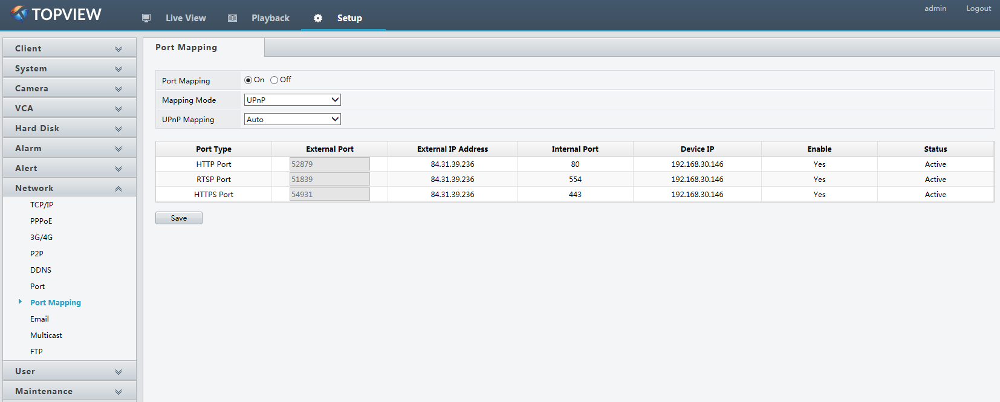 TOPVIEW
Live View
Playback
Setup
admin
Logout
Client
System
Camera
VCA
Hard Disk
Alarm
Alert
Network
TCP/IP
PPPoE
3G/4G
P2P
DDNS
Port
Port Mapping
Email
Multicast
FTP
User
Maintenance
Port Mapping
Port Mapping On Off
Mapping Mode UPnP
UPnP Mapping Auto
Port Type External Port External IP Address Internal Port Device IP Enable Status
HTTP Port 52879 84.31.39.236 80 192.168.30.146 Yes Active
RTSP Port 51839 84.31.39.236 554 192.168.30.146 Yes Active
HTTPS Port 54931 84.31.39.236 443 192.168.30.146 Yes Active
Save